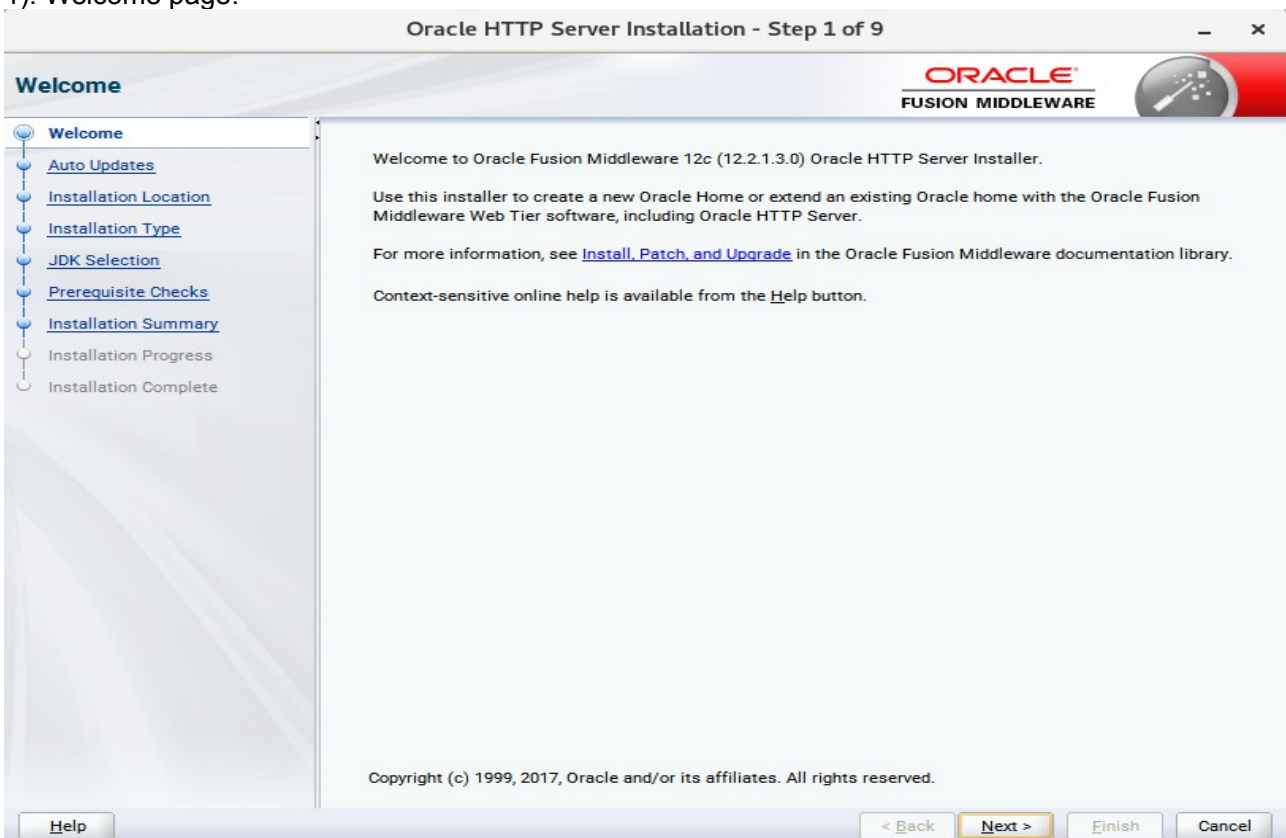 1). Welcome page.
Oracle HTTP Server Installation - Step 1 of 9
Welcome
ORACLE
FUSION MIDDLEWARE
Welcome
Auto Updates
Installation Location
Installation Type
JDK Selection
Prerequisite Checks
Installation Summary
Installation Progress
Installation Complete
Welcome to Oracle Fusion Middleware 12c (12.2.1.3.0) Oracle HTTP Server Installer.
Use this installer to create a new Oracle Home or extend an existing Oracle home with the Oracle Fusion
Middleware Web Tier software, including Oracle HTTP Server.
For more information, see Install, Patch, and Upgrade in the Oracle Fusion Middleware documentation library.
Context-sensitive online help is available from the Help button.
Copyright (c) 1999, 2017, Oracle and/or its affiliates. All rights reserved.
Help < Back Next > Finish Cancel